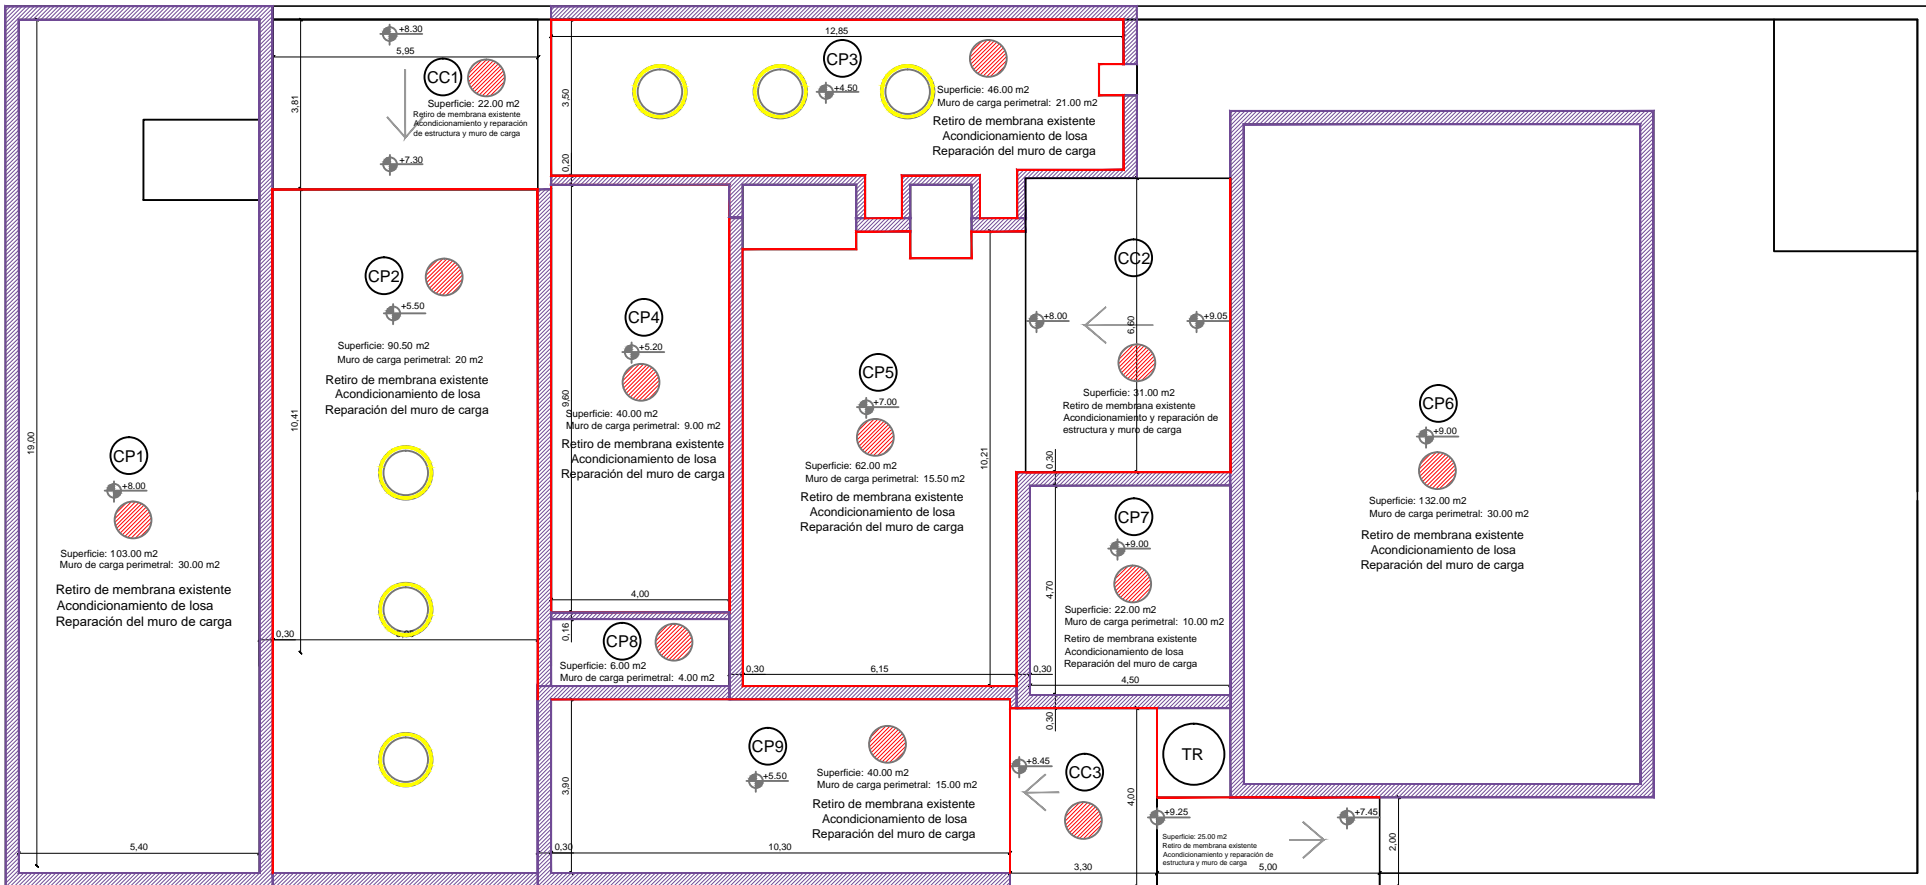 +8.30
5,95
CC1
Superficie: 22.00 m2
Retiro de membrana existente
Acondicionamiento y reparación
de estructura y muro de carga
+7.30
3,81
12,85
CP3
+4.50
3,50
0,20
Superficie: 46.00 m2
Muro de carga perimetral: 21.00 m2
Retiro de membrana existente
Acondicionamiento de losa
Reparación del muro de carga
19,00
CP1
+8.00
Superficie: 103.00 m2
Muro de carga perimetral: 30.00 m2
Retiro de membrana existente
Acondicionamiento de losa
Reparación del muro de carga
5,40
CP2
+5.50
Superficie: 90.50 m2
Muro de carga perimetral: 20 m2
Retiro de membrana existente
Acondicionamiento de losa
Reparación del muro de carga
10,41
0,30
CP4
+5.20
9,60
Superficie: 40.00 m2
Muro de carga perimetral: 9.00 m2
Retiro de membrana existente
Acondicionamiento de losa
Reparación del muro de carga
4,00
0,16
CP8
Superficie: 6.00 m2
Muro de carga perimetral: 4.00 m2
CP5
+7.00
Superficie: 62.00 m2
Muro de carga perimetral: 15.50 m2
Retiro de membrana existente
Acondicionamiento de losa
Reparación del muro de carga
10,21
0,30
6,15
CC2
+8.00
+9.05
6,60
Superficie: 31.00 m2
Retiro de membrana existente
Acondicionamiento y reparación de
estructura y muro de carga
0,30
CP7
+9.00
4,70
Superficie: 22.00 m2
Muro de carga perimetral: 10.00 m2
Retiro de membrana existente
Acondicionamiento de losa
Reparación del muro de carga
0,30
4,50
0,30
CP6
+9.00
Superficie: 132.00 m2
Muro de carga perimetral: 30.00 m2
Retiro de membrana existente
Acondicionamiento de losa
Reparación del muro de carga
CP9
+5.50
3,90
Superficie: 40.00 m2
Muro de carga perimetral: 15.00 m2
Retiro de membrana existente
Acondicionamiento de losa
Reparación del muro de carga
0,30
10,30
+8.45
CC3
4,00
3,30
TR
+9.25
+7.45
Superficie: 25.00 m2
Retiro de membrana existente
Acondicionamiento y reparación de
estructura y muro de carga
5,00
2,00